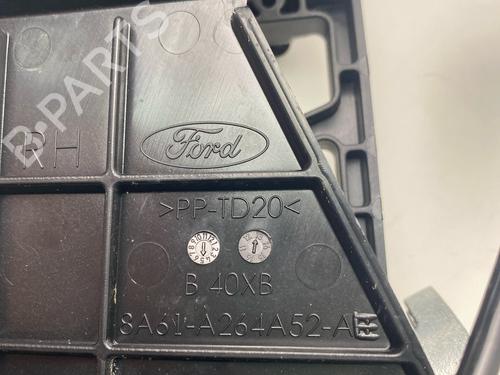 B-PARTS
RH
Ford
>PP-TD20<
B 40XB
8A61-A264A52-A